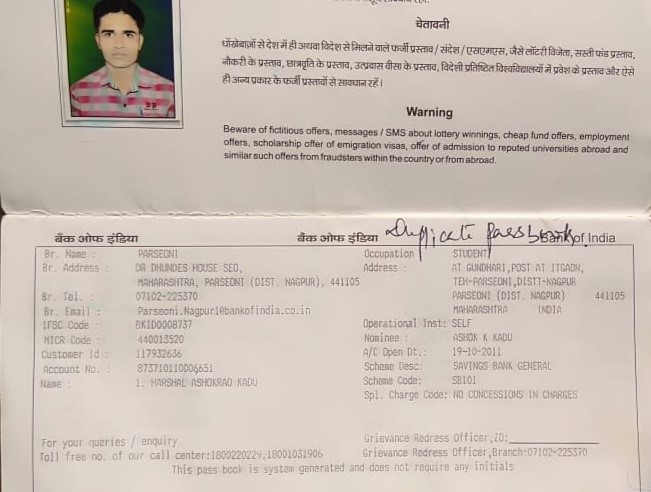 चेतावनी
धोखेबाज़ों से देश में ही अथवा विदेश से मिलने वाले फर्जी प्रस्ताव / संदेश / एसएमएस, जैसे लॉटरी विजेता, सस्ती फंड प्रस्ताव,
नौकरी के प्रस्ताव, छात्रवृति के प्रस्ताव, उत्प्रवास वीसा के प्रस्ताव, विदेशी प्रतिष्ठित विश्वविद्यालयों में प्रवेश के प्रस्ताव और ऐसे
ही अन्य प्रकार के फर्जी प्रस्तावों से सावधान रहें।
Warning
Beware of fictitious offers, messages / SMS about lottery winnings, cheap fund offers, employment
offers, scholarship offer of emigration visas, offer of admission to reputed universities abroad and
similar such offers from fraudsters within the country or from abroad.
Duplicate Passbook
बैंक ऑफ इंडिया बैंक ऑफ इंडिया Bank of India
Br. Name : PARSEONI Occupation : STUDENT
Br. Address : DR DHUNDES HOUSE SEO, Address : AT GUNDHARI,POST AT ITGAON,
MAHARASHTRA, PARSEONI (DIST. NAGPUR), 441105 TEH-PARSEONI,DISTT-NAGPUR
Br. Tel. : 07102-225370 PARSEONI (DIST. NAGPUR) 441105
Br. Email : Parseoni.Nagpur@bankofindia.co.in MAHARASHTRA INDIA
IFSC Code : BKID0008737 Operational Inst: SELF
MICR Code : 440013520 Nominee : ASHOK K KADU
Customer Id : 117932636 A/C Open Dt.: 19-10-2011
Account No. : 873710110006651 Scheme Desc: SAVINGS BANK GENERAL
Name : 1. HARSHAL ASHOKRAO KADU Scheme Code: SB101
Spl. Charge Code: NO CONCESSIONS IN CHARGES
For your queries / enquiry Grievance Redress Officer,ZO:
Toll free no. of our call center:1800220229,18001031906 Grievance Redress Officer,Branch:07102-225370
This pass book is system generated and does not require any initials